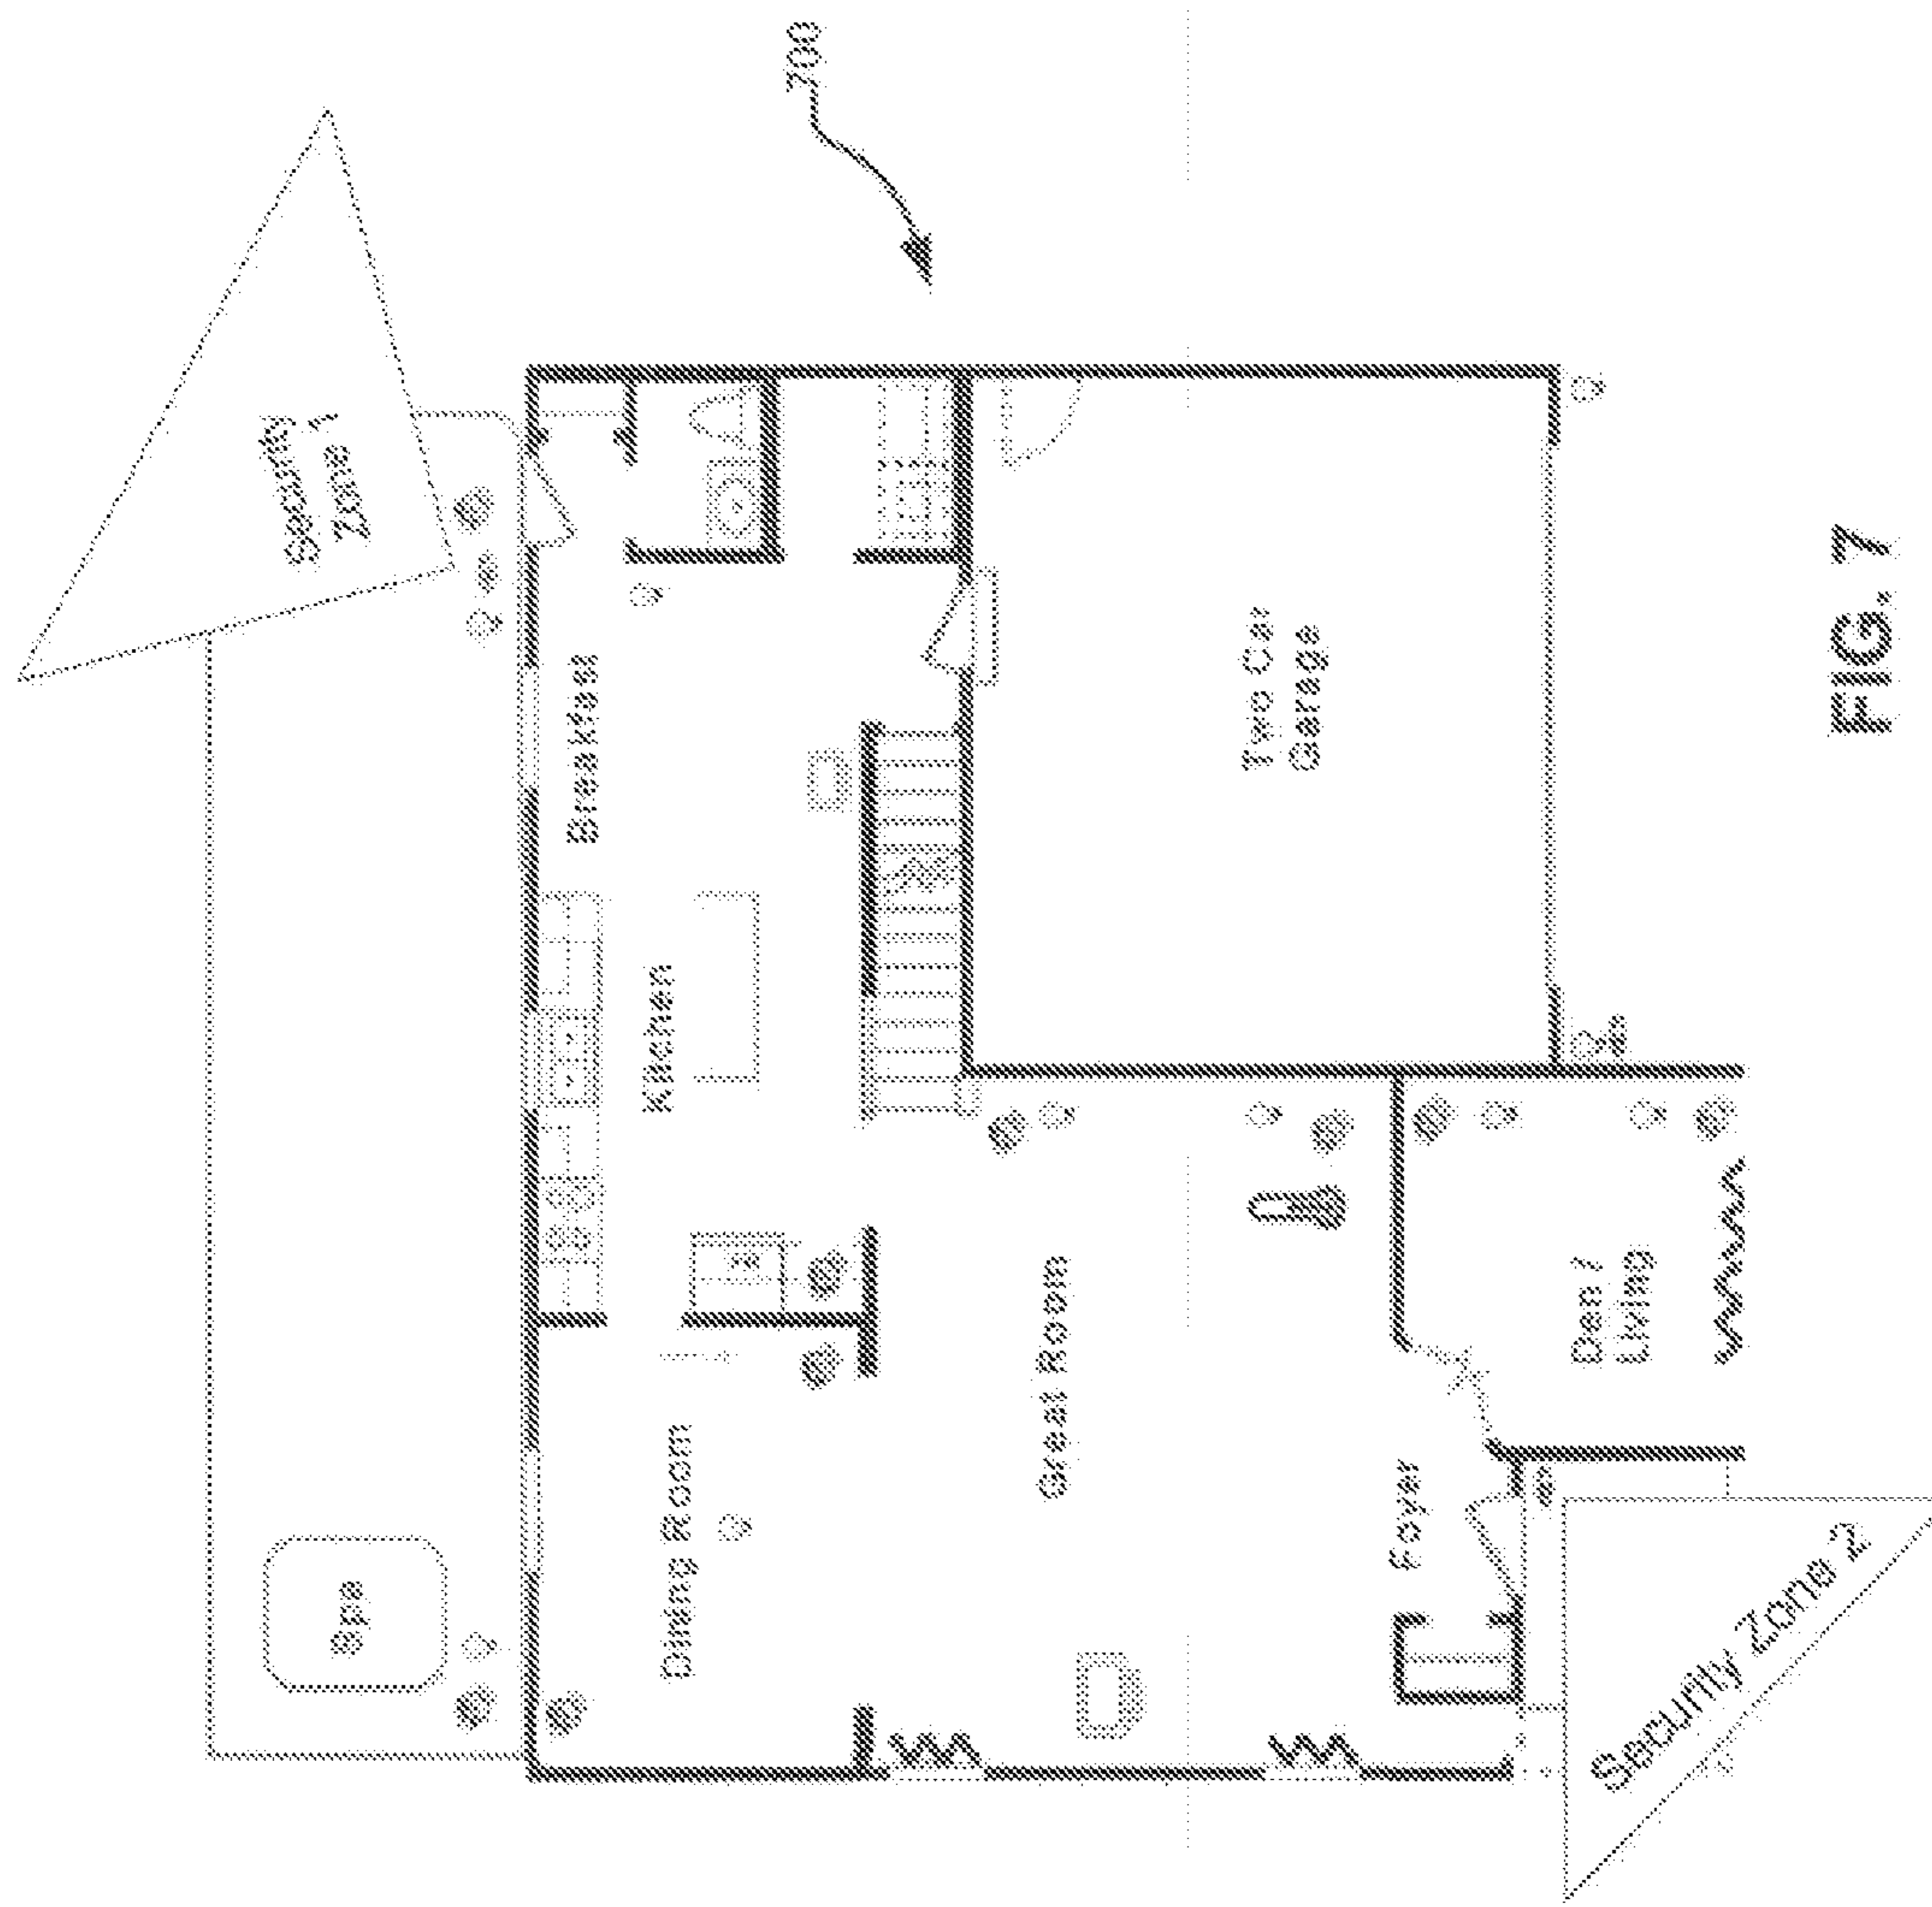 700
Security
Zone 1
Spa
Breakfast
Kitchen
Dining Room
Great Room
Two Car
Garage
Foyer
Den /
Living
Security Zone 2
FIG. 7